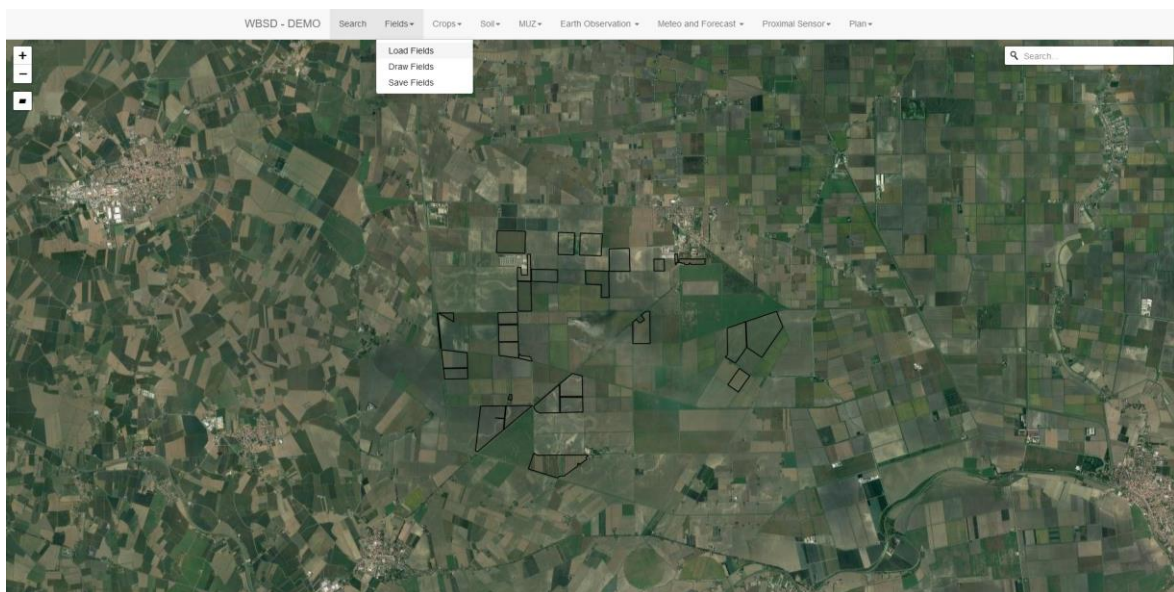 WBSD - DEMO Search Fields Crops Soil MUZ Earth Observation Meteo and Forecast Proximal Sensor Plan
Load Fields
Draw Fields
Save Fields
+
−
Search...